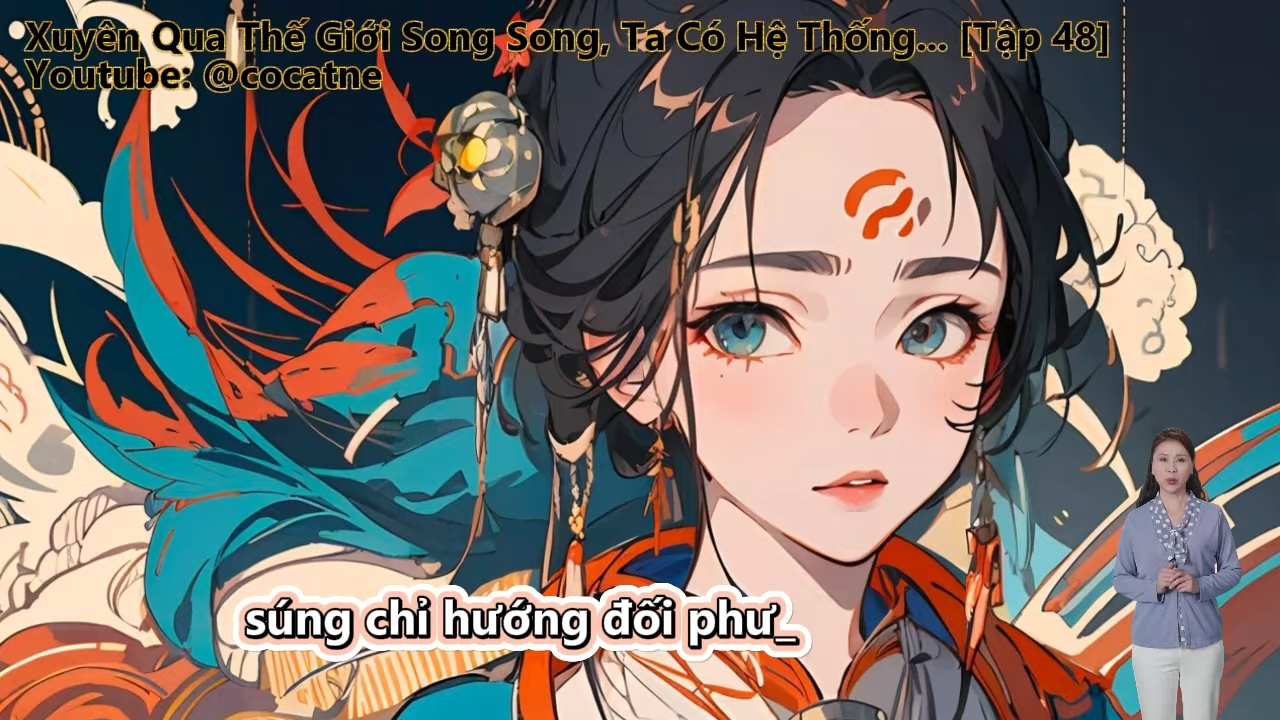 Xuyên Qua Thế Giới Song Song, Ta Có Hệ Thống... [Tập 48]
Youtube: @cocatne
súng chỉ hướng đối phư_